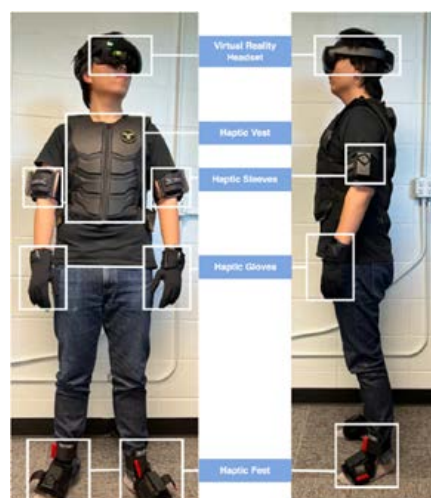 Virtual Reality
Headset
Haptic Vest
Haptic Sleeves
Haptic Gloves
Haptic Feet